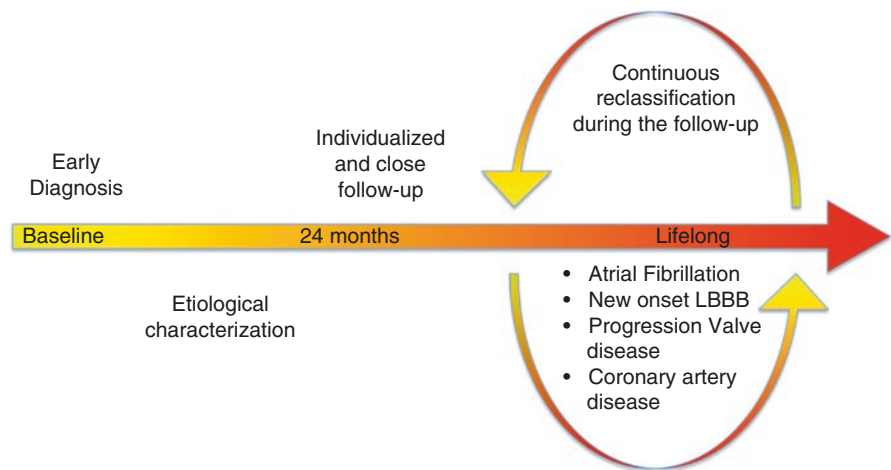 Continuous
reclassification
during the follow-up
Individualized
and close
follow-up
Early
Diagnosis
Baseline
24 months
Lifelong
Etiological
characterization
• Atrial Fibrillation
• New onset LBBB
• Progression Valve
disease
• Coronary artery
disease